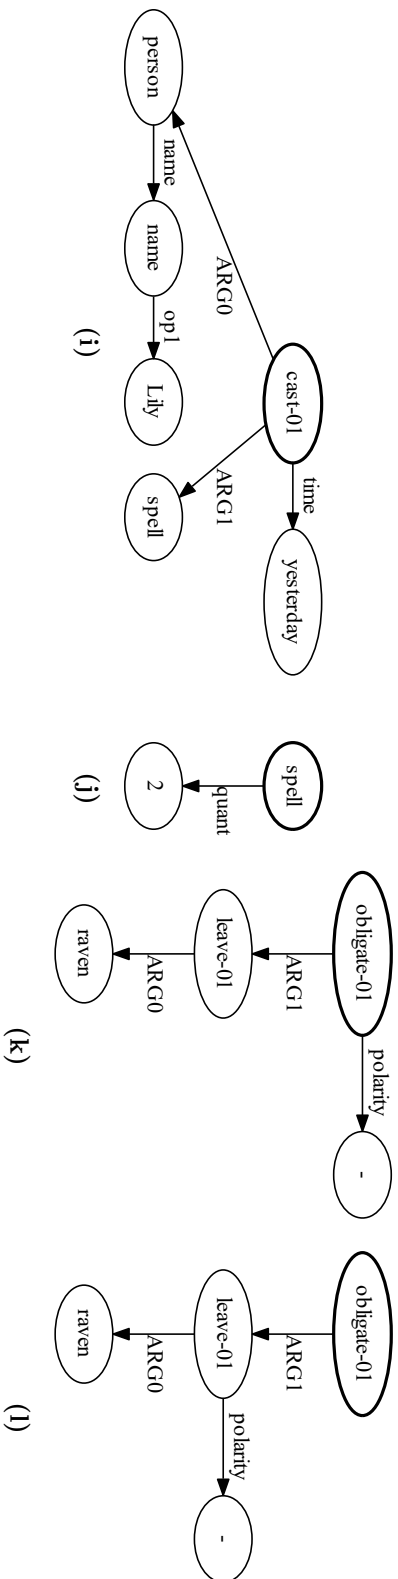 cast-01
time
yesterday
ARG0
ARG1
person
name
name
op1
Lily
spell
(i)
spell
quant
2
(j)
obligate-01
polarity
-
ARG1
leave-01
ARG0
raven
(k)
obligate-01
ARG1
leave-01
polarity
-
ARG0
raven
(l)